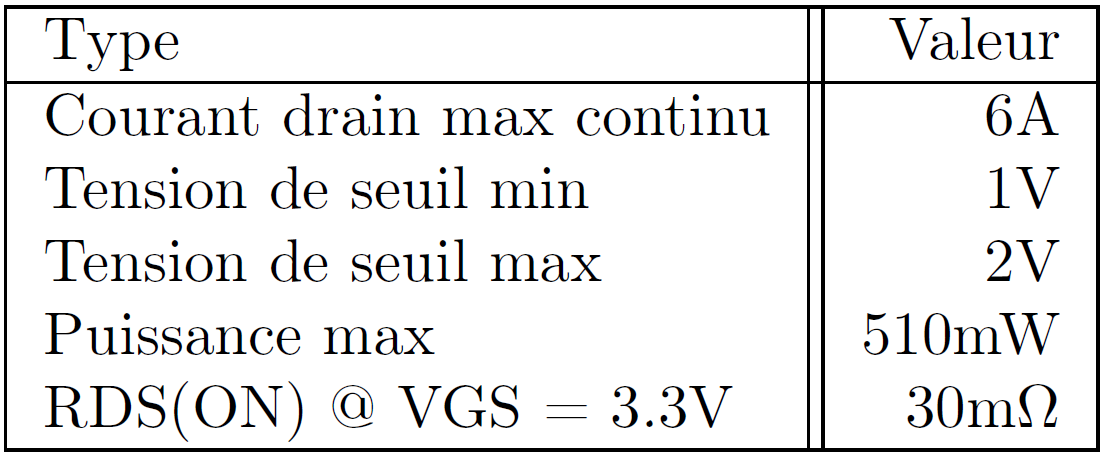 Type Valeur
Courant drain max continu 6A
Tension de seuil min 1V
Tension de seuil max 2V
Puissance max 510mW
RDS(ON) @ VGS = 3.3V 30mΩ